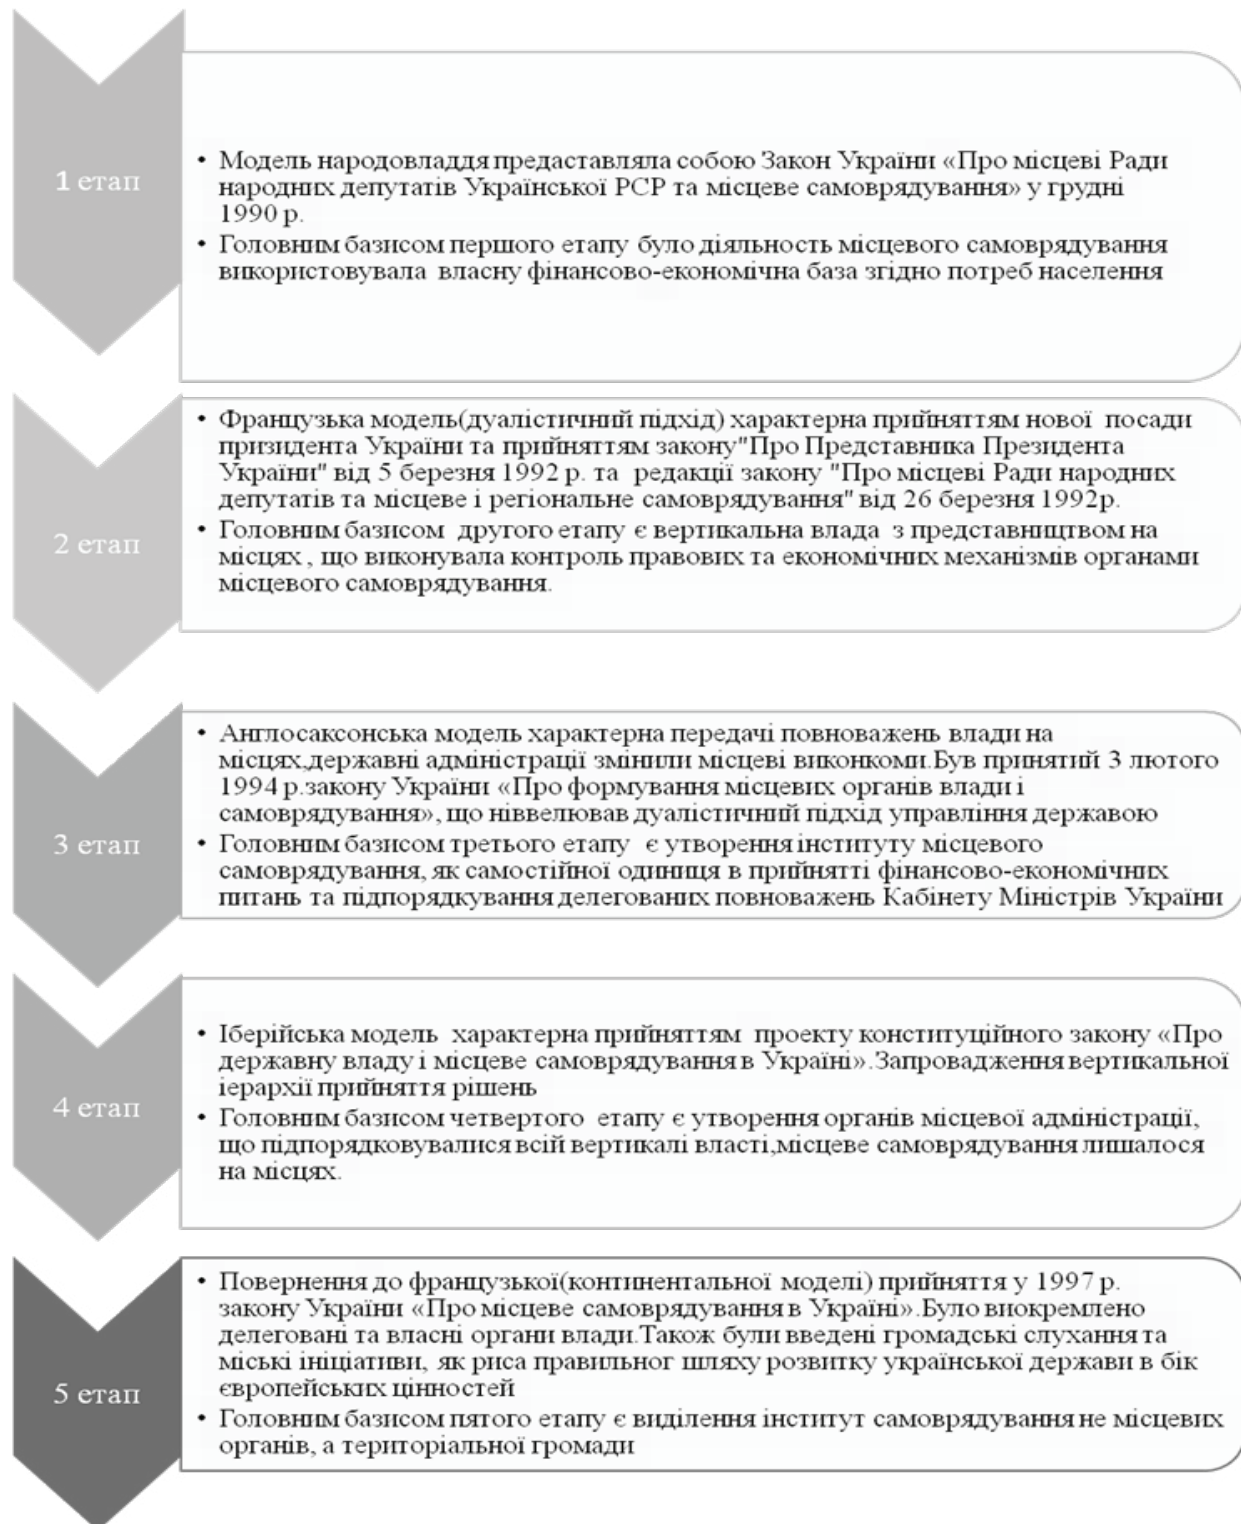 1 етап
• Модель народовладдя предаставляла собою Закон України «Про місцеві Ради
народних депутатів Української РСР та місцеве самоврядування» у грудні
1990 р.
• Головним базисом першого етапу було діяльность місцевого самоврядування
використовувала власну фінансово-економічна база згідно потреб населення
2 етап
• Французька модель(дуалістичний підхід) характерна прийняттям нової посади
призидента України та прийняттям закону"Про Представника Президента
України" від 5 березня 1992 р. та редакції закону "Про місцеві Ради народних
депутатів та місцеве і регіональне самоврядування" від 26 березня 1992р.
• Головним базисом другого етапу є вертикальна влада з представництвом на
місцях , що виконувала контроль правових та економічних механізмів органами
місцевого самоврядування.
3 етап
• Англосаксонська модель характерна передачі повноважень влади на
місцях,державні адміністрації змінили місцеві виконкоми.Був принятий 3 лютого
1994 р.закону України «Про формування місцевих органів влади і
самоврядування», що ніввелював дуалістичний підхід управління державою
• Головним базисом третього етапу є утворення інституту місцевого
самоврядування, як самостійної одиниця в прийнятті фінансово-економічних
питань та підпорядкування делегованих повноважень Кабінету Міністрів України
4 етап
• Іберійська модель характерна прийняттям проекту конституційного закону «Про
державну владу і місцеве самоврядування в Україні».Запровадження вертикальної
ієрархії прийняття рішень
• Головним базисом четвертого етапу є утворення органів місцевої адміністрації,
що підпорядковувалися всій вертикалі власті,місцеве самоврядування лишалося
на місцях.
5 етап
• Повернення до французької(континентальної моделі) прийняття у 1997 р.
закону України «Про місцеве самоврядування в Україні».Було виокремлено
делеговані та власні органи влади.Також були введені громадські слухання та
міські ініціативи, як риса правильног шляху розвитку української держави в бік
європейських цінностей
• Головним базисом пятого етапу є виділення інститут самоврядування не місцевих
органів, а територіальної громади